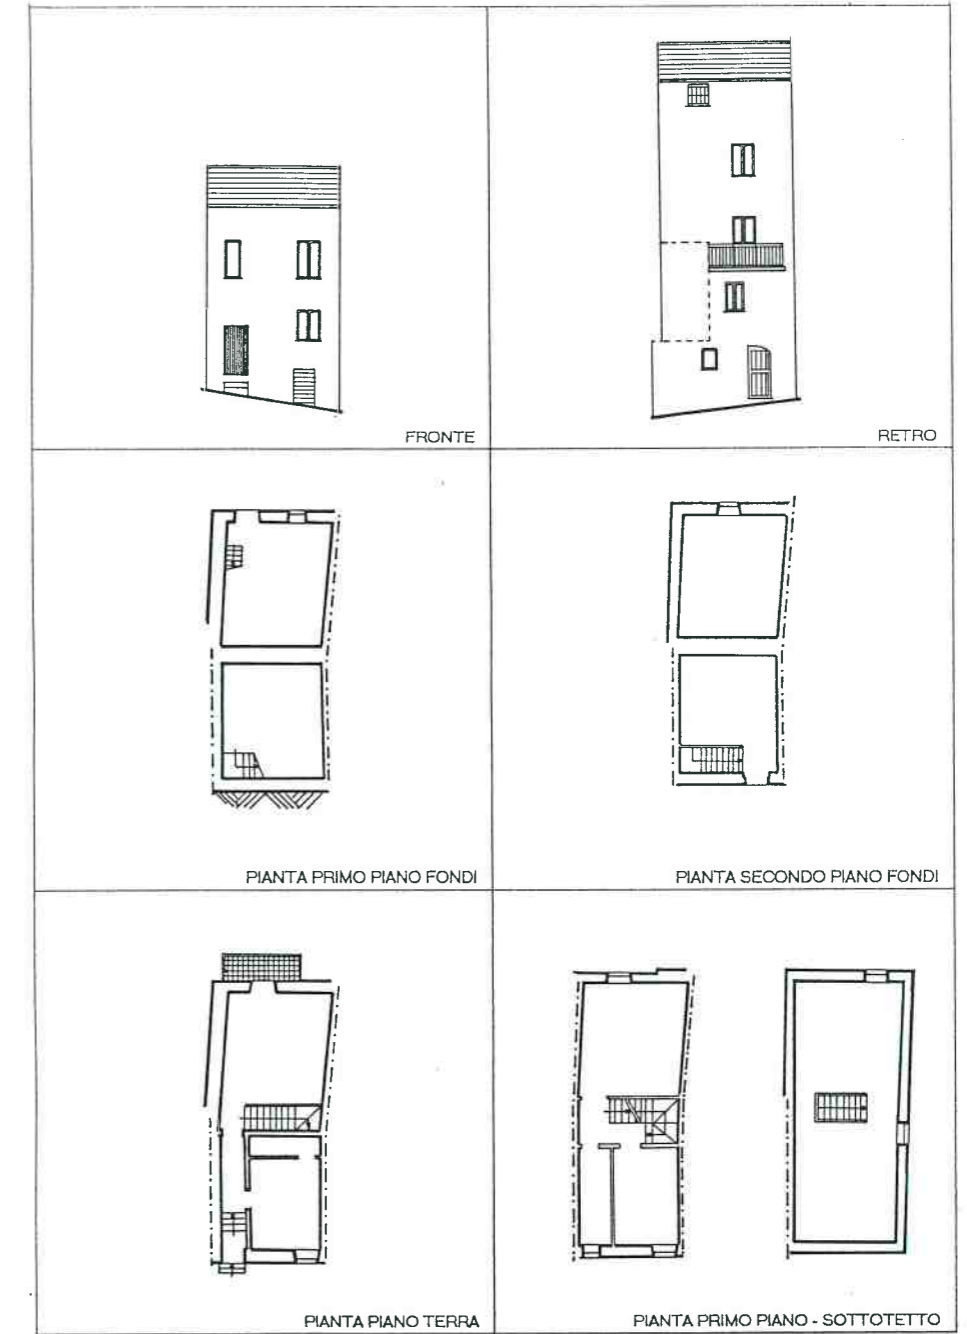 FRONTE
RETRO
PIANTA PRIMO PIANO FONDI
PIANTA SECONDO PIANO FONDI
PIANTA PIANO TERRA
PIANTA PRIMO PIANO - SOTTOTETTO